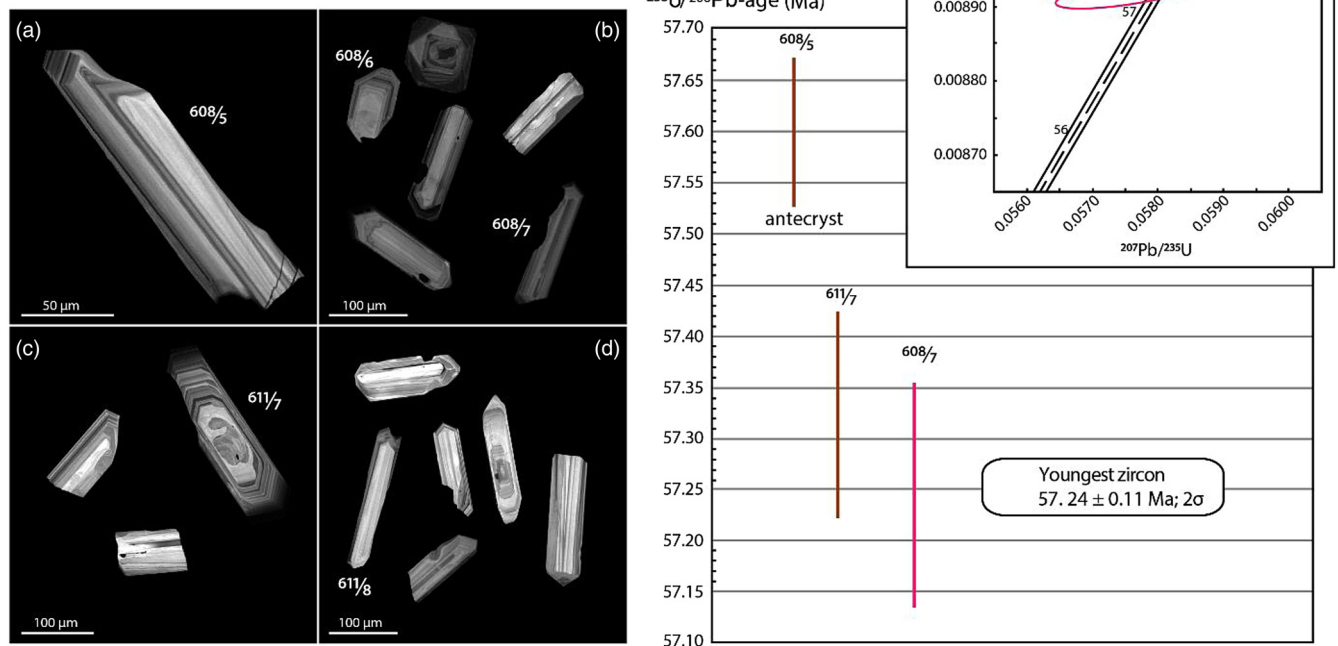 (a)
608/5
50 µm
(b)
608/6
608/7
100 µm
(c)
611/7
100 µm
(d)
611/8
100 µm
Pb-age (Ma)
57.70
57.65
57.60
57.55
57.50
57.45
57.40
57.35
57.30
57.25
57.20
57.15
57.10
608/5
antecryst
611/7
608/7
Youngest zircon
57. 24 ± 0.11 Ma; 2σ
0.00890
0.00880
0.00870
57
56
0.0560
0.0570
0.0580
0.0590
0.0600
²⁰⁷Pb/²³⁵U